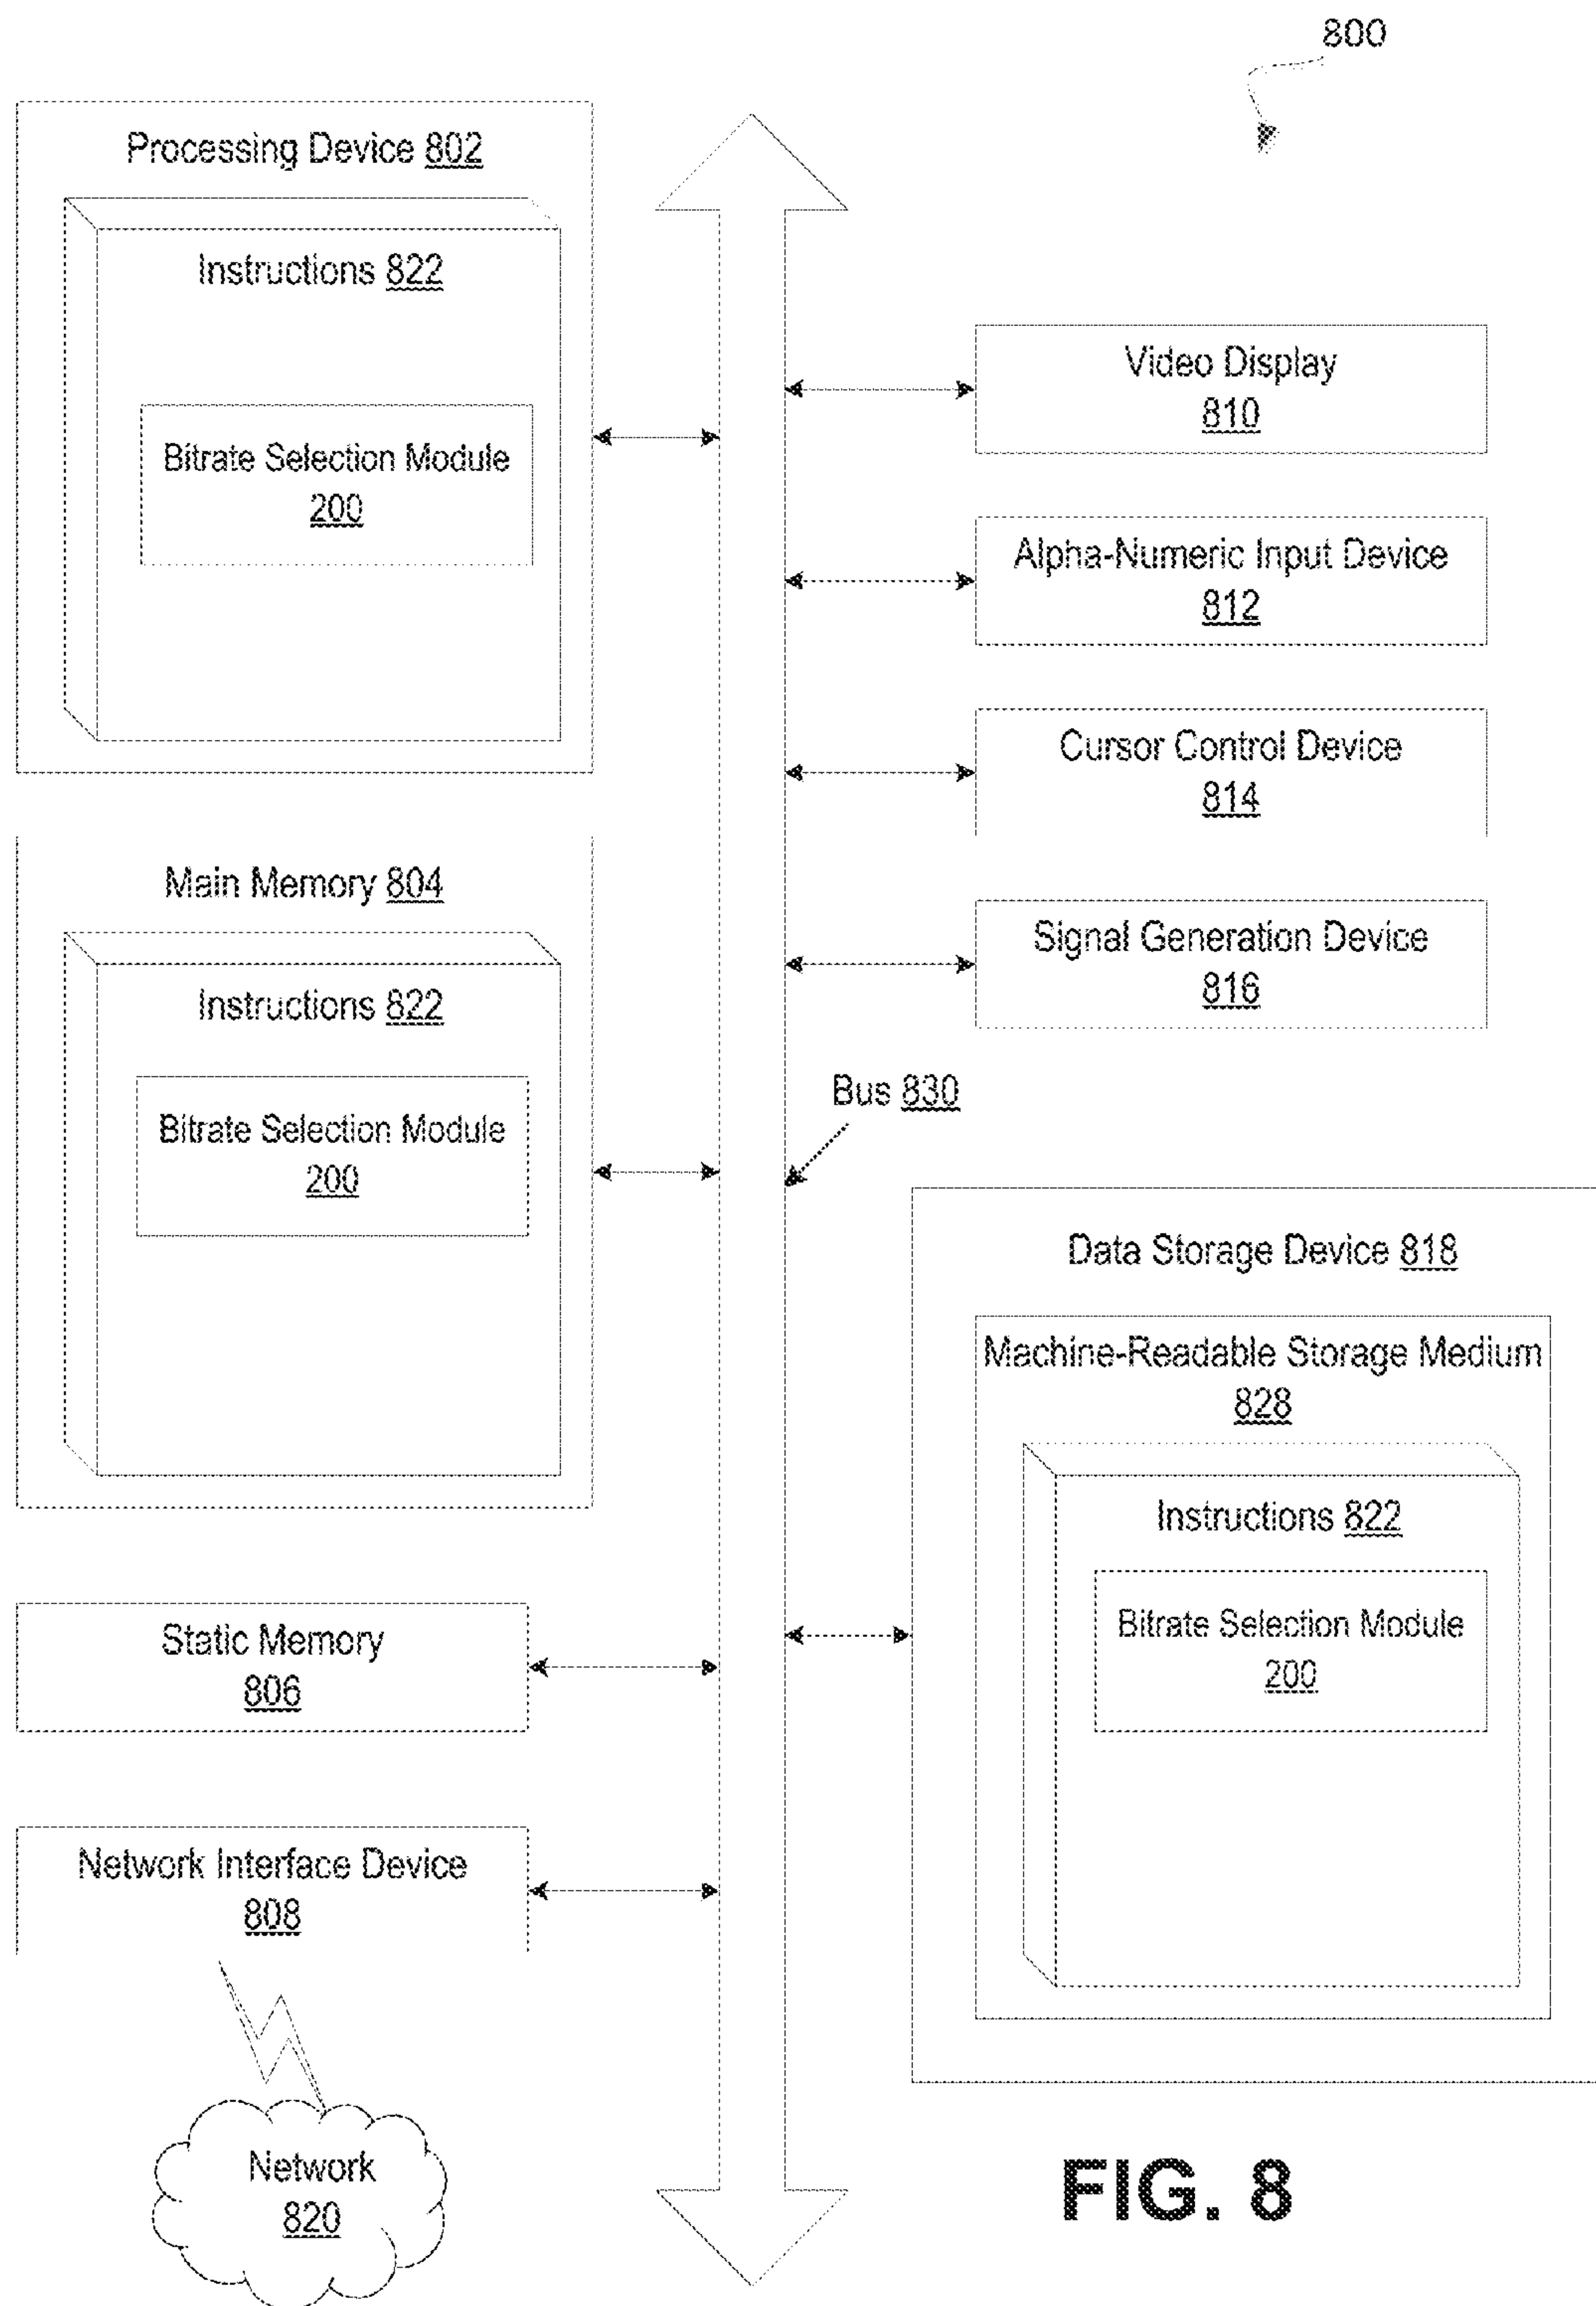 800
Processing Device 802
Instructions 822
Bitrate Selection Module
200
Main Memory 804
Instructions 822
Bitrate Selection Module
200
Static Memory
806
Network Interface Device
808
Network
820
Video Display
810
Alpha-Numeric Input Device
812
Cursor Control Device
814
Signal Generation Device
816
Bus 830
Data Storage Device 818
Machine-Readable Storage Medium
828
Instructions 822
Bitrate Selection Module
200
FIG. 8